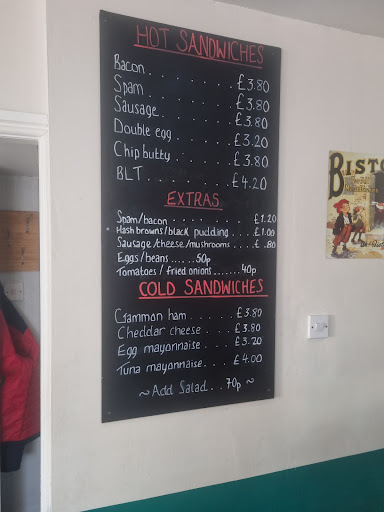 HOT SANDWICHES
Bacon . . . . . . . £3.80
Spam . . . . . . . £3.80
Sausage . . . . . . . £3.80
Double egg . . . . . £3.20
Chip butty . . . . . £3.80
BLT . . . . . . £4.20
EXTRAS
Spam/bacon . . . . . . . . . £1.20
Hash browns/black pudding . . . . £1.00
Sausage/cheese/mushrooms . . . . £ .80
Eggs/beans ...... 50p
Tomatoes / fried onions ....... 40p
COLD SANDWICHES
Gammon ham . . . . £3.80
Cheddar cheese . . . £3.80
Egg mayonnaise . . . £3.20
Tuna mayonnaise. . . £4.00
~ Add Salad . . 70p ~
BISTO